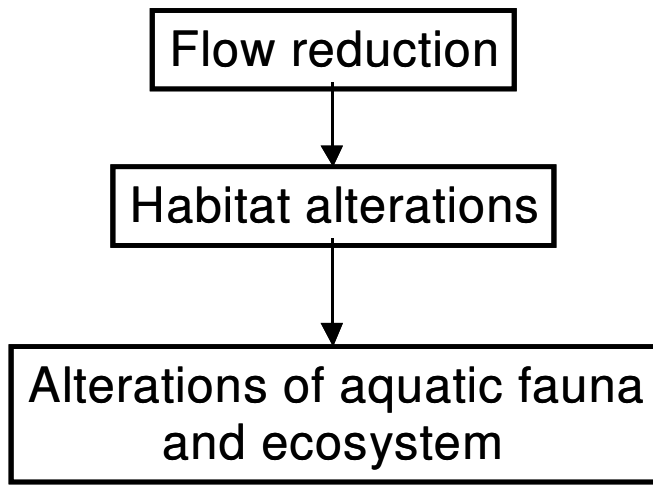 Flow reduction
Habitat alterations
Alterations of aquatic fauna
and ecosystem